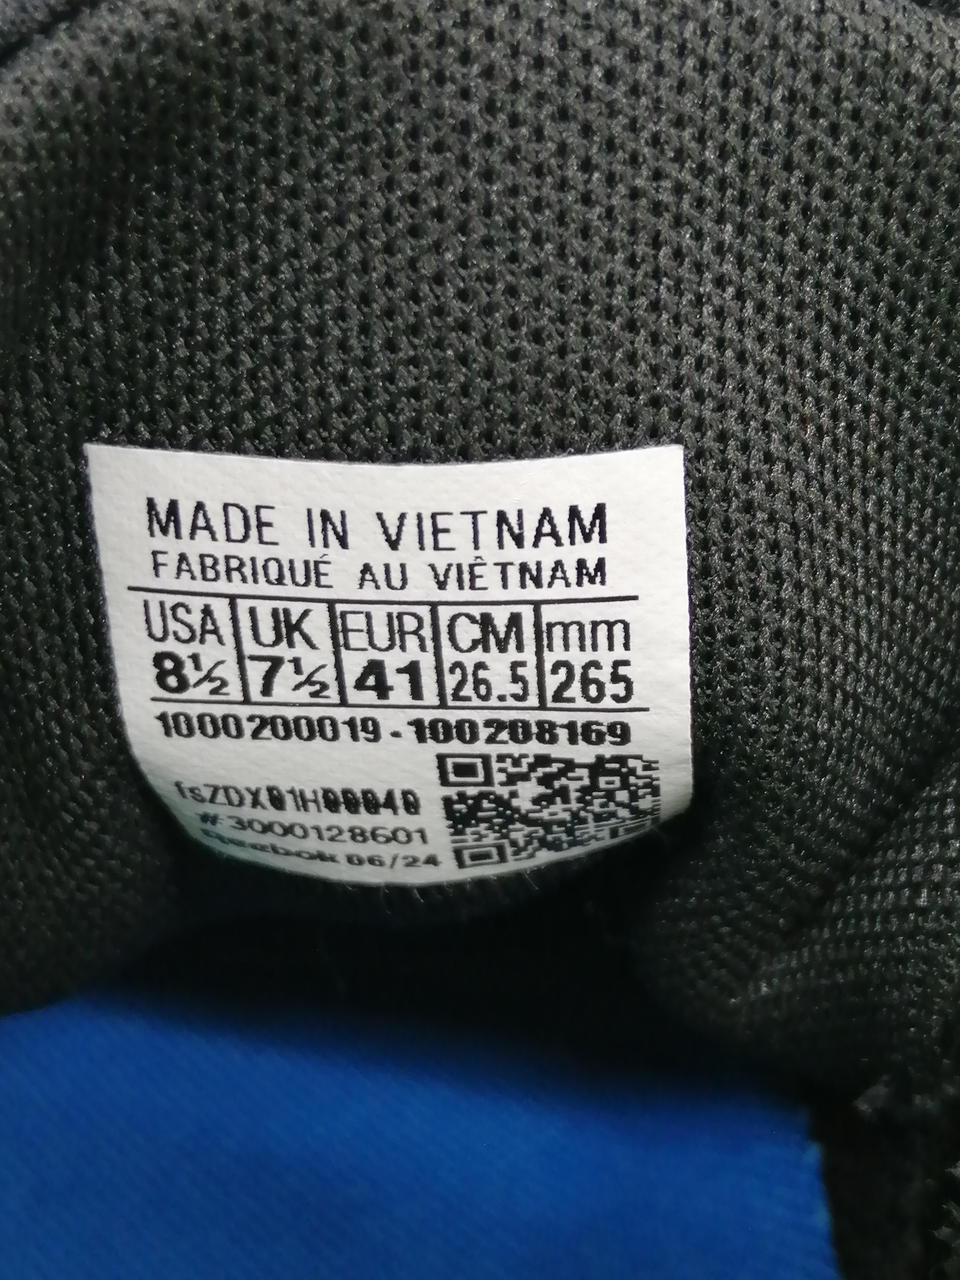 MADE IN VIETNAM
FABRIQUÉ AU VIÊTNAM
USA UK EUR CM mm
8½ 7½ 41 26.5 265
1000200019 - 100208169
fsZDX01H00040
#3000128601
Reebok 06/24